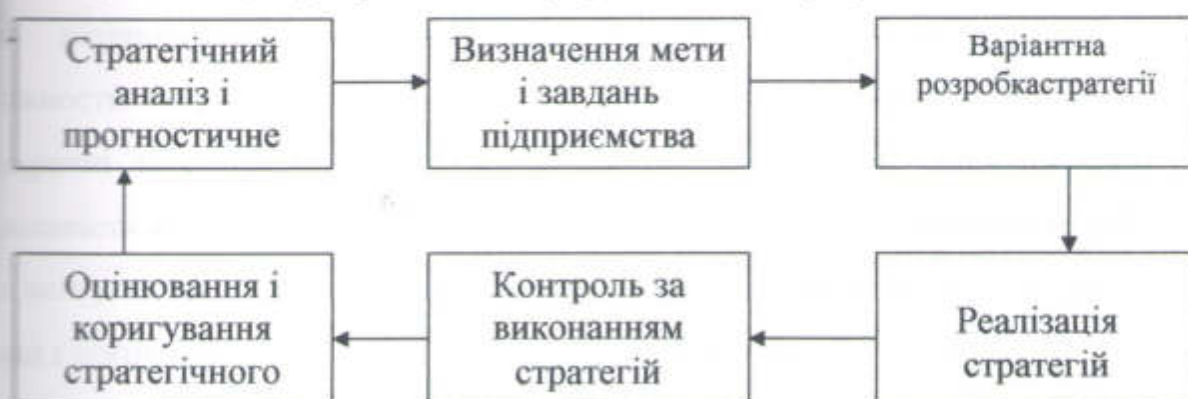 Стратегічний
аналіз і
прогностичне
Визначення мети
і завдань
підприємства
Варіантна
розробкастратегії
Реалізація
стратегій
Контроль за
виконанням
стратегій
Оцінювання і
коригування
стратегічного